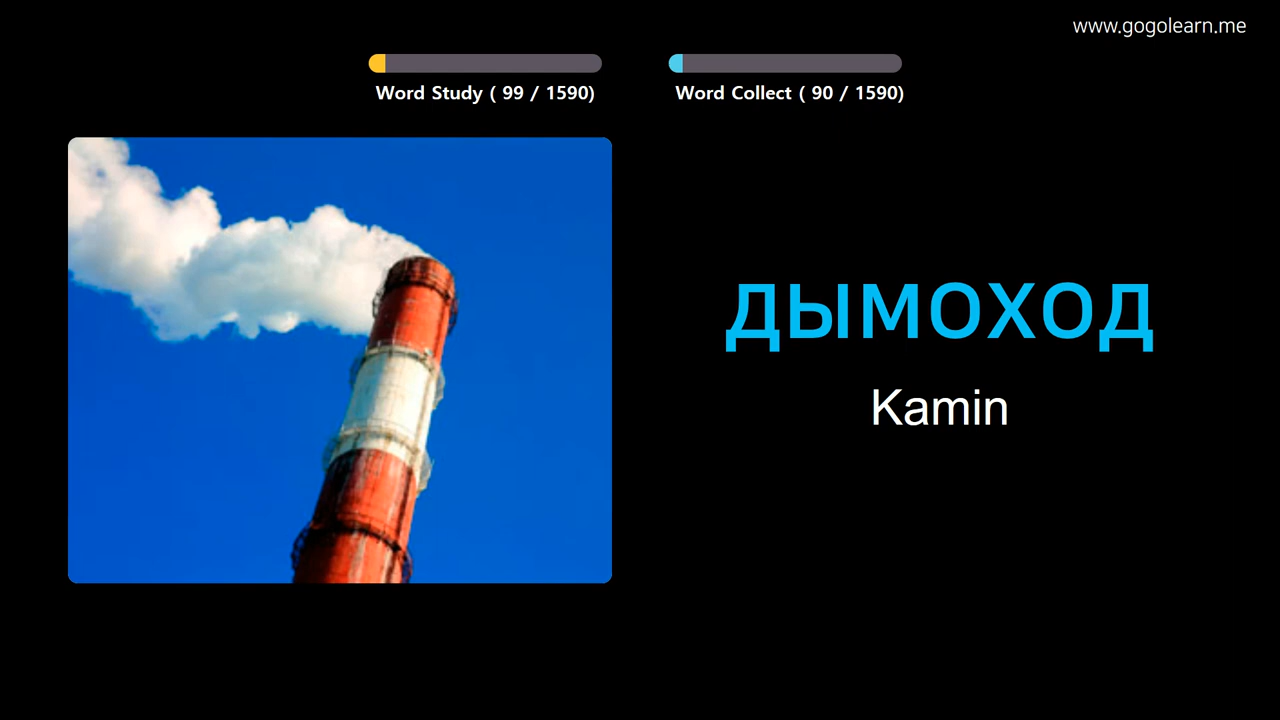 www.gogolearn.me
Word Study ( 99 / 1590)
Word Collect ( 90 / 1590)
дымоход
Kamin